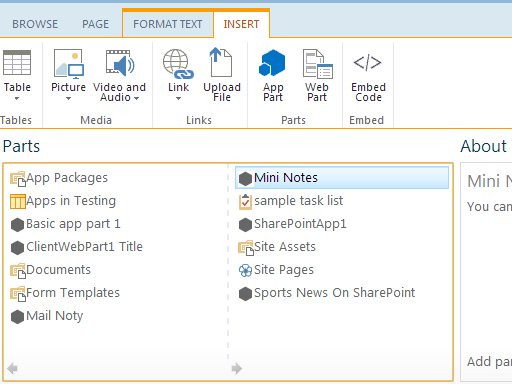 BROWSE PAGE FORMAT TEXT INSERT
Table Picture Video and Audio Link Upload File App Part Web Part Embed Code
Tables Media Links Parts Embed
Parts
App Packages
Apps in Testing
Basic app part 1
ClientWebPart1 Title
Documents
Form Templates
Mail Noty
Mini Notes
sample task list
SharePointApp1
Site Assets
Site Pages
Sports News On SharePoint
About
Mini N
You can
Add par